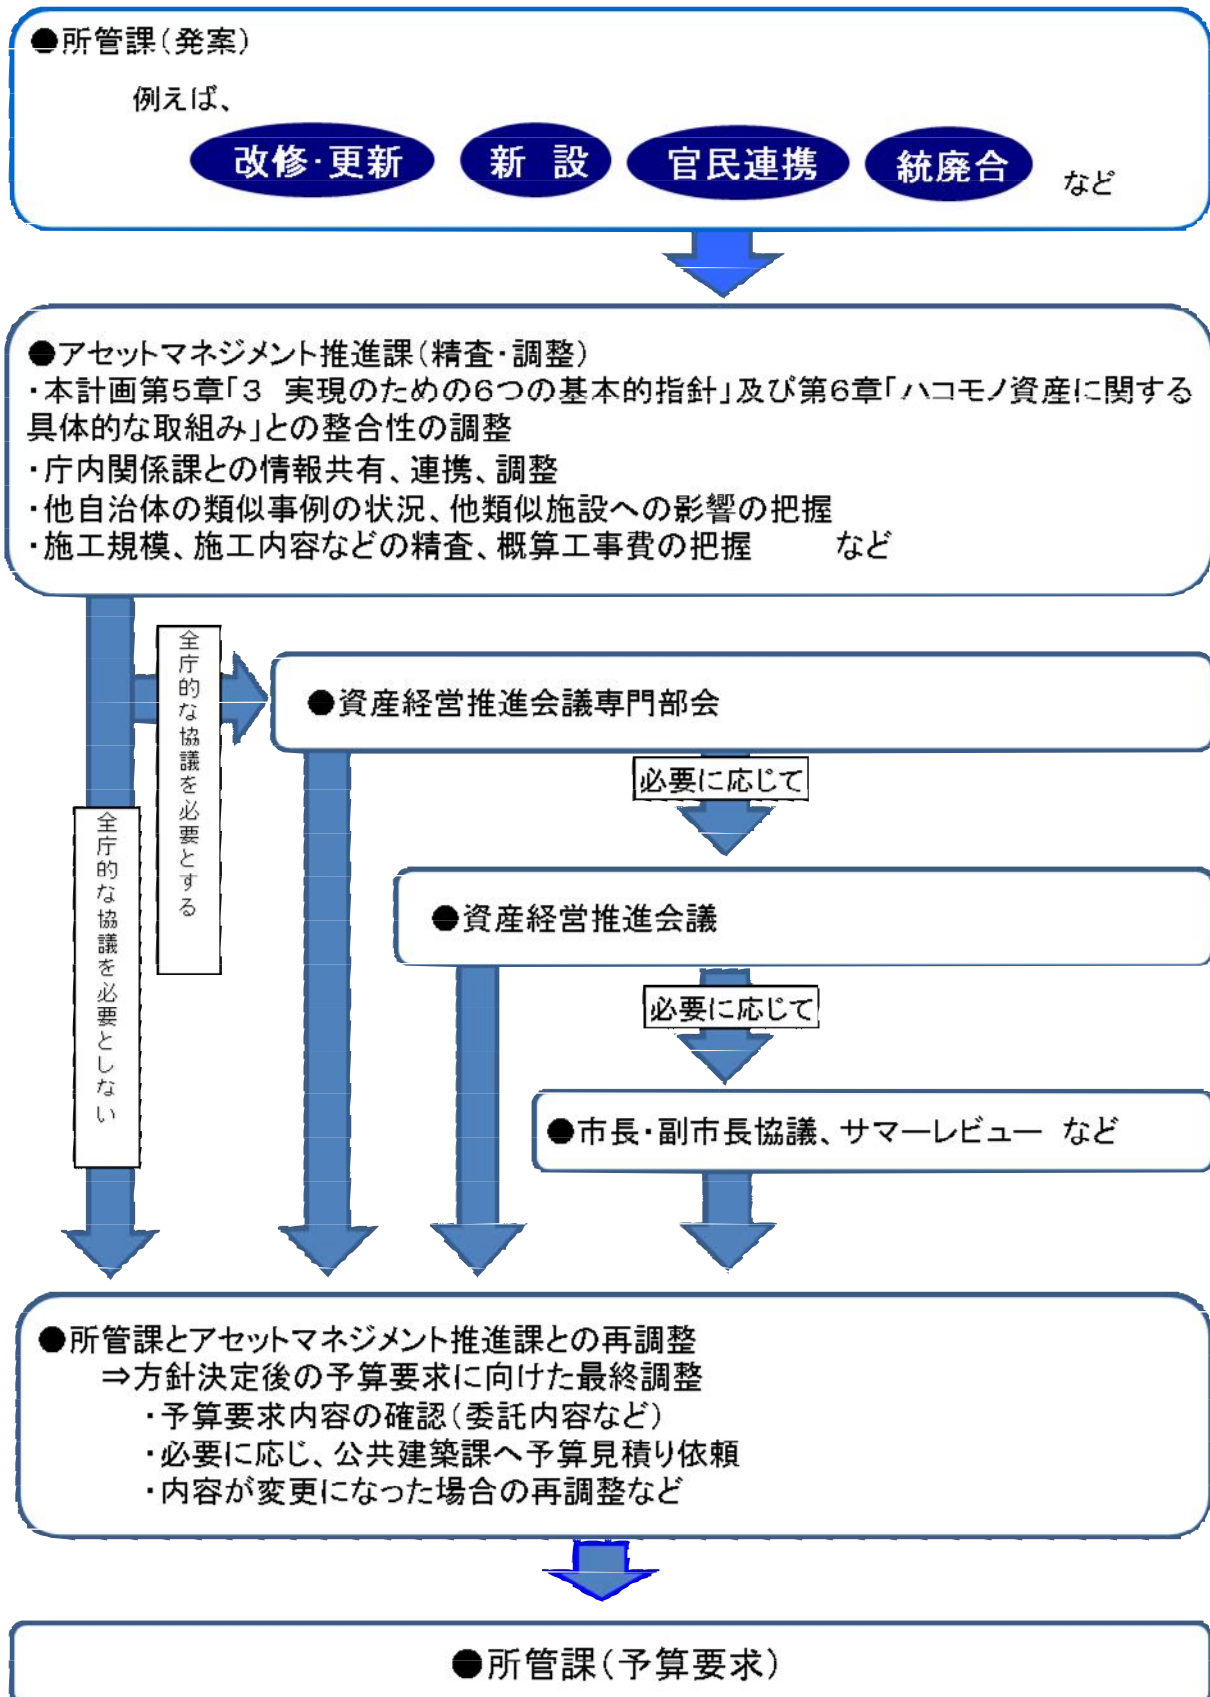 ●所管課(発案)
例えば、
改修・更新
新 設
官民連携
統廃合
など
●アセットマネジメント推進課(精査・調整)
・本計画第5章「3 実現のための6つの基本的指針」及び第6章「ハコモノ資産に関する
具体的な取組み」との整合性の調整
・庁内関係課との情報共有、連携、調整
・他自治体の類似事例の状況、他類似施設への影響の把握
・施工規模、施工内容などの精査、概算工事費の把握 など
全庁的な協議を必要とする
●資産経営推進会議専門部会
必要に応じて
全庁的な協議を必要としない
●資産経営推進会議
必要に応じて
●市長・副市長協議、サマーレビュー など
●所管課とアセットマネジメント推進課との再調整
⇒方針決定後の予算要求に向けた最終調整
・予算要求内容の確認(委託内容など)
・必要に応じ、公共建築課へ予算見積り依頼
・内容が変更になった場合の再調整など
●所管課(予算要求)